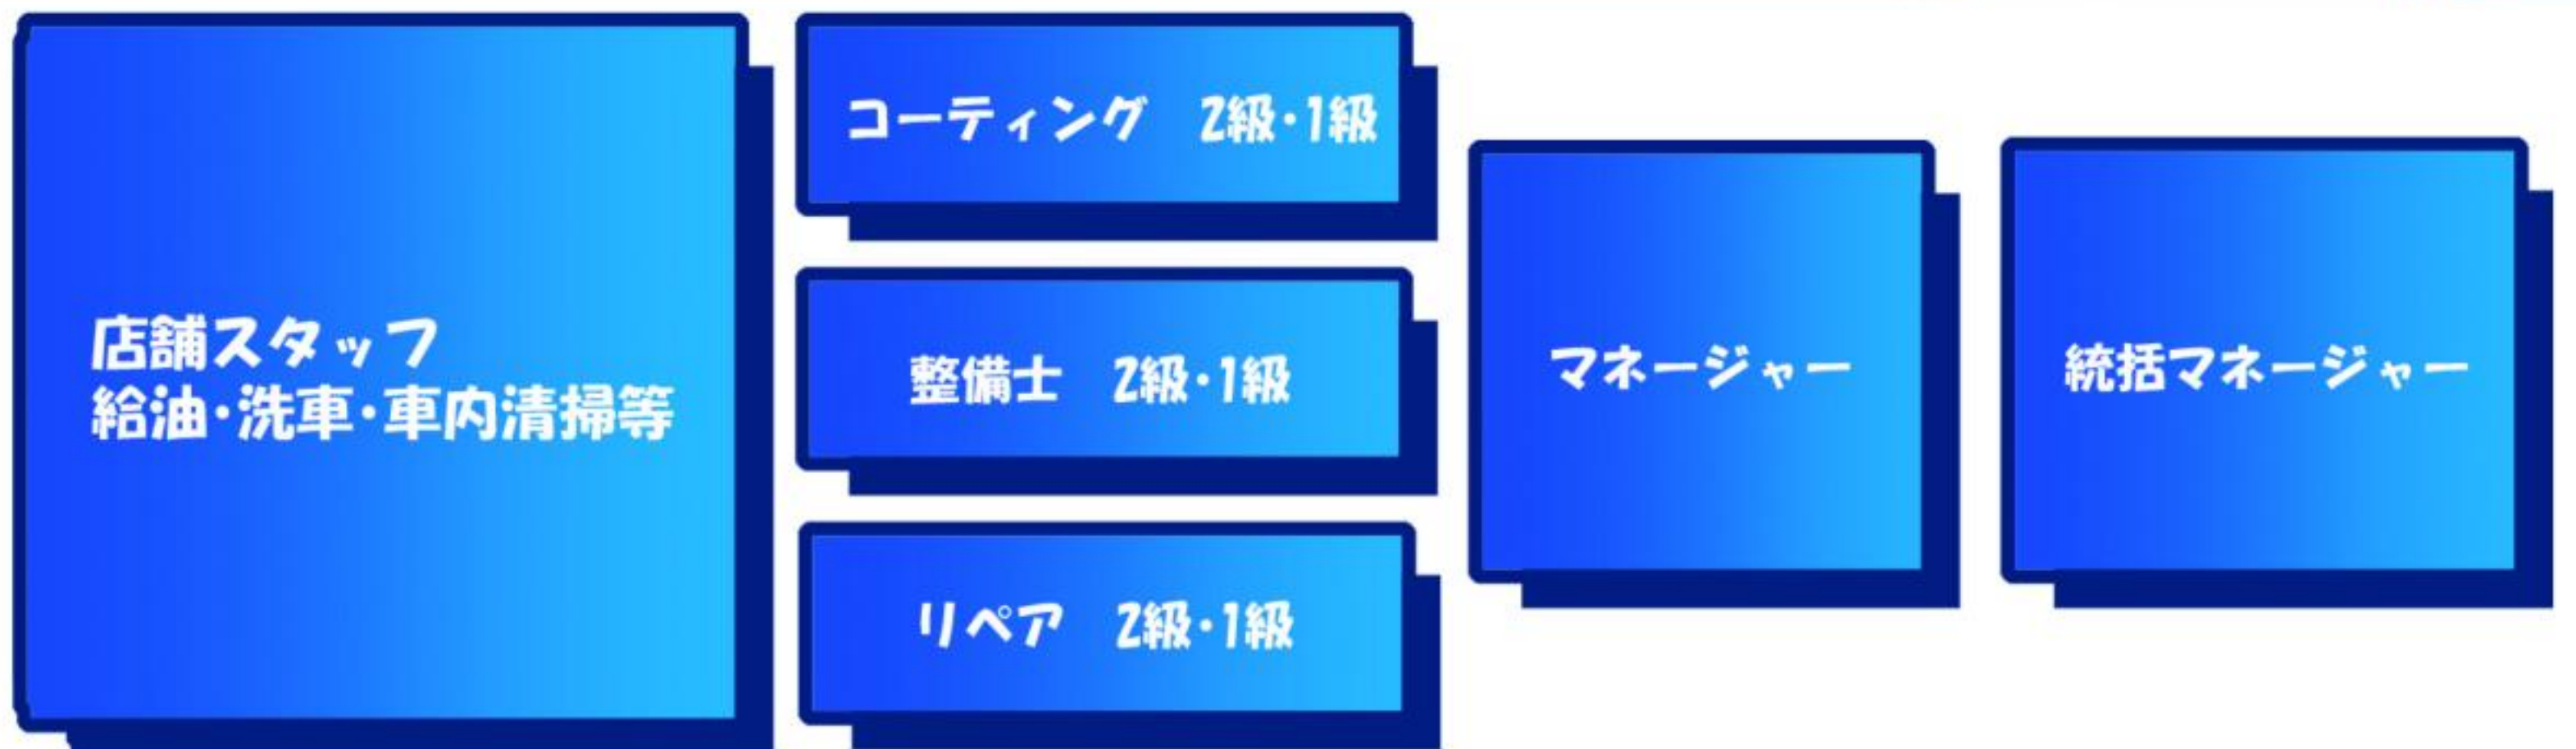 店舗スタッフ
給油・洗車・車内清掃等
コーティング　2級・1級
整備士　2級・1級
リペア　2級・1級
マネージャー
統括マネージャー